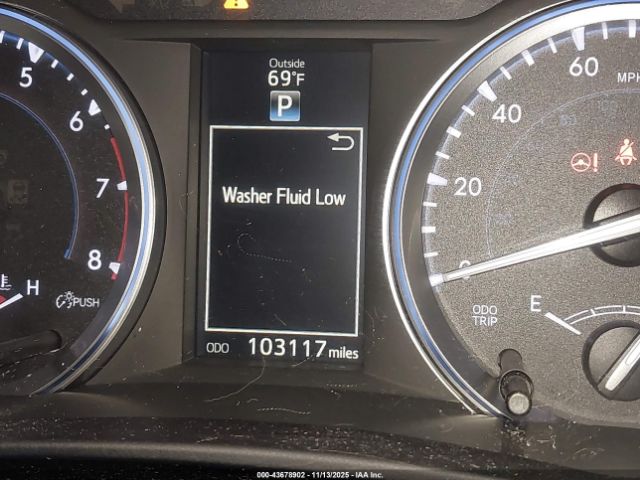 Outside
69°F
P
Washer Fluid Low
ODO 103117 miles
5
6
7
8
H
PUSH
60
MPH
40
20
0
ODO
TRIP
E
000-43678902 - 11/13/2025 - IAA Inc.